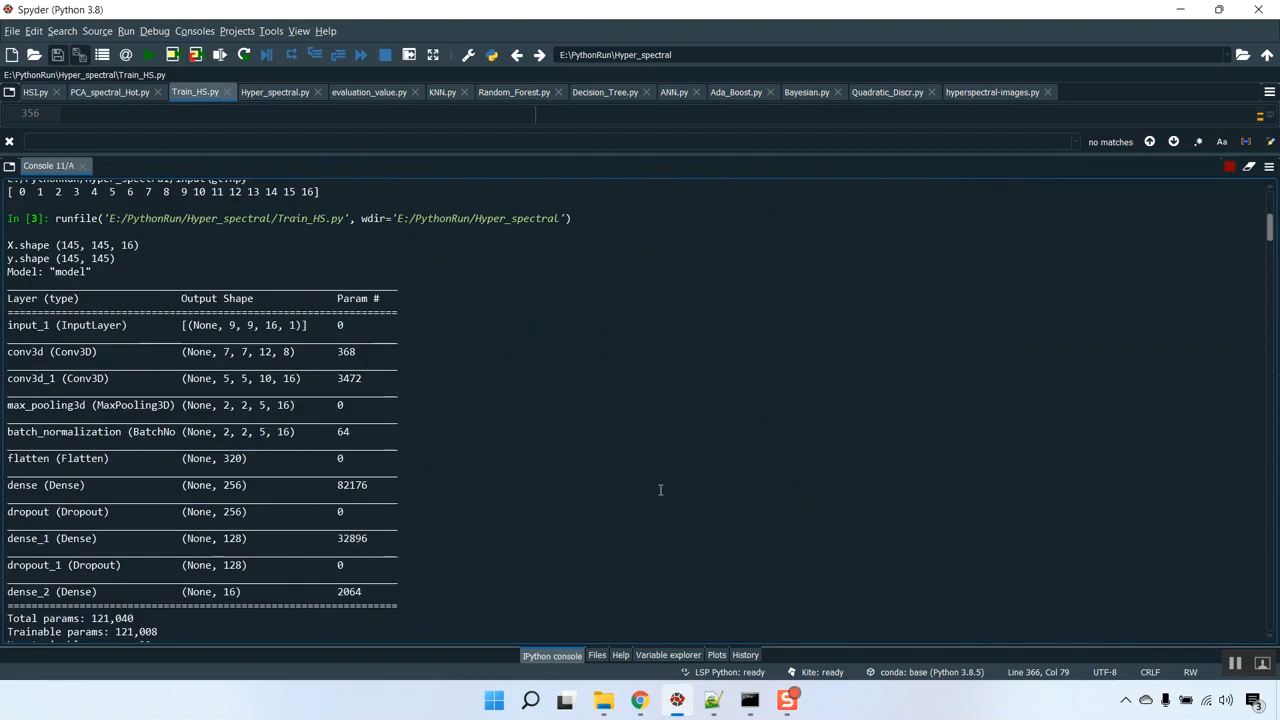 Spyder (Python 3.8)
File Edit Search Source Run Debug Consoles Projects Tools View Help
E:\PythonRun\Hyper_spectral
E:\PythonRun\Hyper_spectral\Train_HS.py
HSI.py PCA_spectral_Hot.py Train_HS.py Hyper_spectral.py evaluation_value.py KNN.py Random_Forest.py Decision_Tree.py ANN.py Ada_Boost.py Bayesian.py Quadratic_Discr.py hyperspectral-images.py
356
no matches Aa
Console 11/A
[ 0 1 2 3 4 5 6 7 8 9 10 11 12 13 14 15 16]
In [3]: runfile('E:/PythonRun/Hyper_spectral/Train_HS.py', wdir='E:/PythonRun/Hyper_spectral')
X.shape (145, 145, 16)
y.shape (145, 145)
Model: "model"
Layer (type) Output Shape Param #
input_1 (InputLayer) [(None, 9, 9, 16, 1)] 0
conv3d (Conv3D) (None, 7, 7, 12, 8) 368
conv3d_1 (Conv3D) (None, 5, 5, 10, 16) 3472
max_pooling3d (MaxPooling3D) (None, 2, 2, 5, 16) 0
batch_normalization (BatchNo (None, 2, 2, 5, 16) 64
flatten (Flatten) (None, 320) 0
dense (Dense) (None, 256) 82176
dropout (Dropout) (None, 256) 0
dense_1 (Dense) (None, 128) 32896
dropout_1 (Dropout) (None, 128) 0
dense_2 (Dense) (None, 16) 2064
Total params: 121,040
Trainable params: 121,008
IPython console Files Help Variable explorer Plots History
LSP Python: ready Kite: ready conda: base (Python 3.8.5) Line 366, Col 79 UTF-8 CRLF RW
3